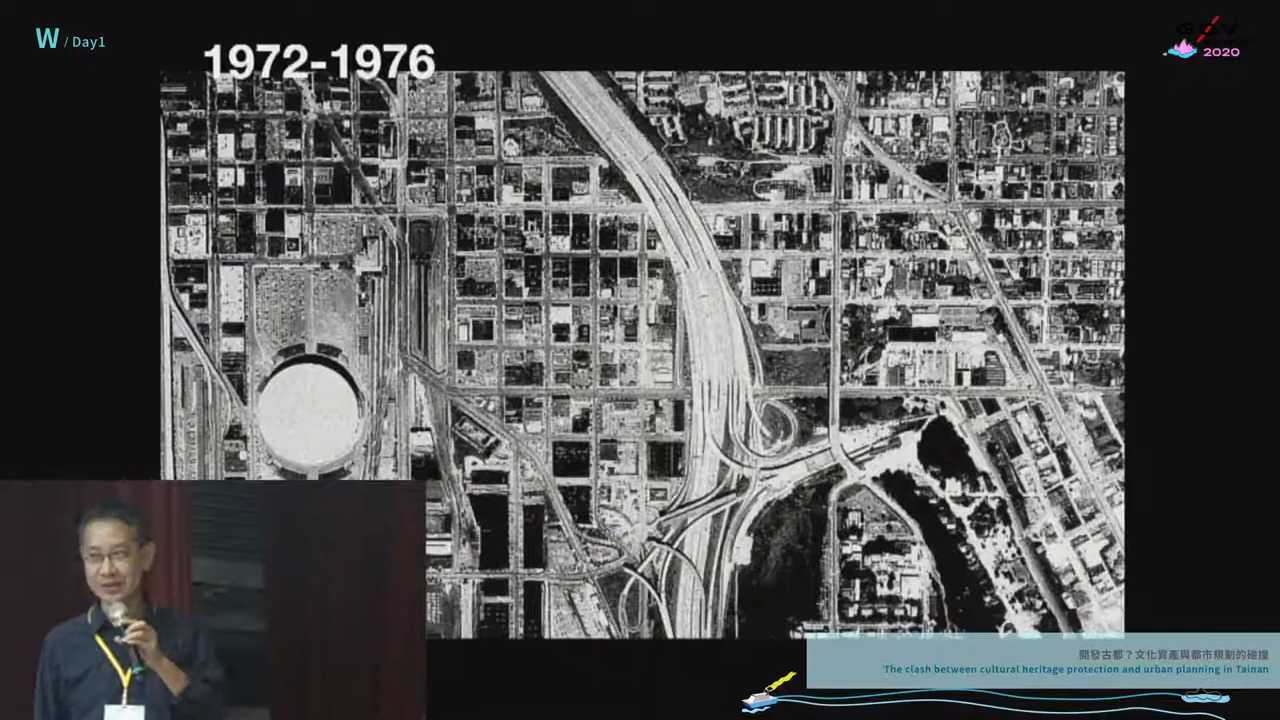 W / Day1
1972-1976
G0V
2020
開發古都？文化資產與都市規劃的碰撞
The clash between cultural heritage protection and urban planning in Tainan